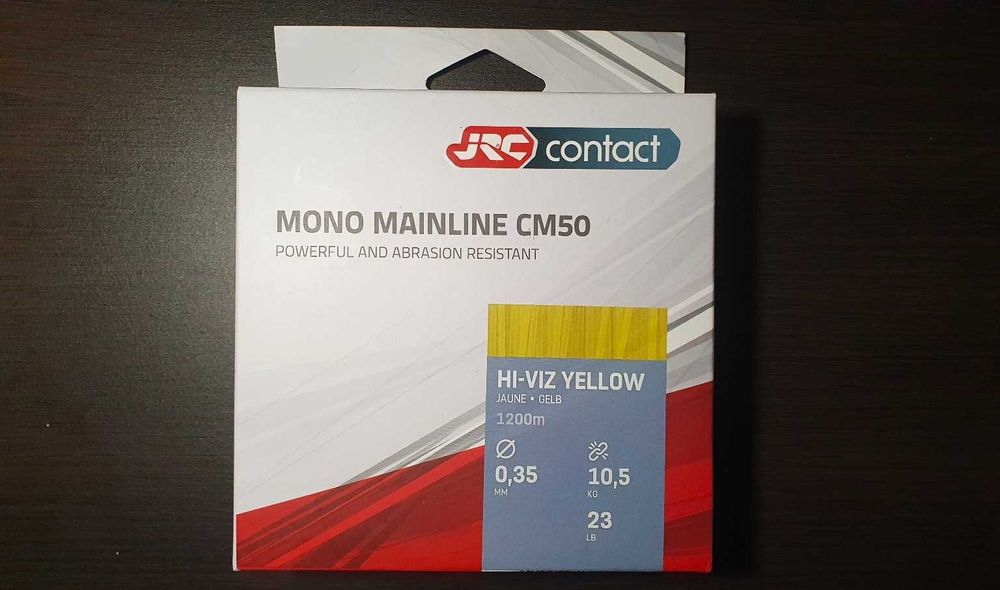 JRC contact
MONO MAINLINE CM50
POWERFUL AND ABRASION RESISTANT
HI-VIZ YELLOW
JAUNE • GELB
1200m
0,35
MM
10,5
KG
23
LB